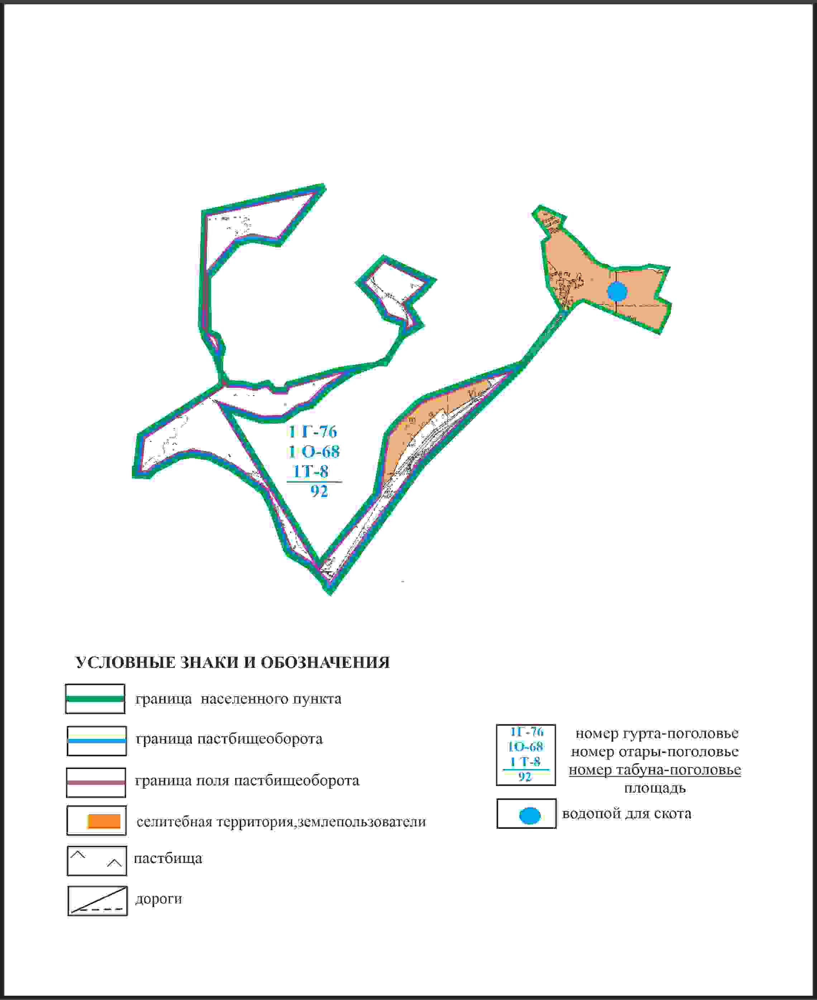 1 Г-76
1 О-68
1Т-8
92
УСЛОВНЫЕ ЗНАКИ И ОБОЗНАЧЕНИЯ
граница населенного пункта
граница пастбищеоборота
граница поля пастбищеоборота
селитебная территория,землепользователи
пастбища
дороги
1Г-76
1О-68
1 Т-8
92
номер гурта-поголовье
номер отары-поголовье
номер табуна-поголовье
площадь
водопой для скота